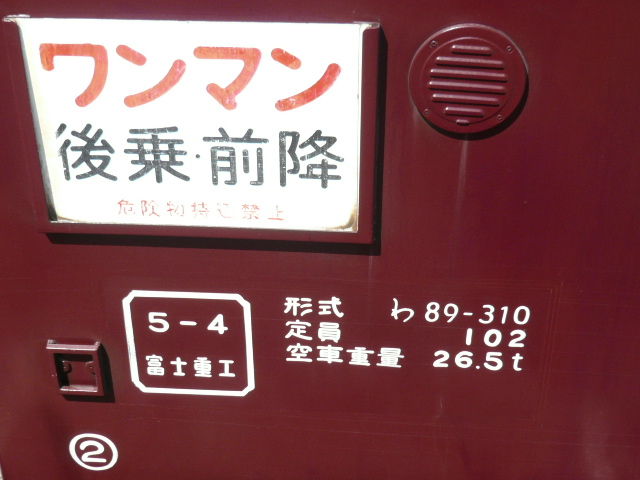 ワンマン
後乗・前降
危険物持込禁止
5-4
富士重工
形式 わ89-310
定員 102
空車重量 26.5t
②